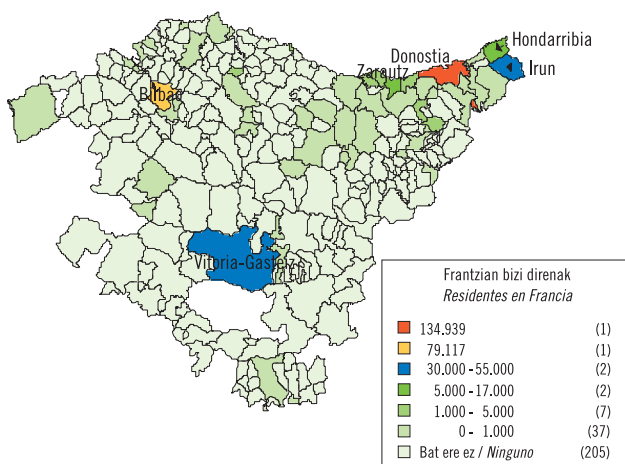 Hondarribia
Donostia
Irun
Zarautz
Bilbao
Vitoria-Gasteiz
Frantzian bizi direnak
Residentes en Francia
134.939 (1)
79.117 (1)
30.000 - 55.000 (2)
5.000 - 17.000 (2)
1.000 - 5.000 (7)
0 - 1.000 (37)
Bat ere ez / Ninguno (205)